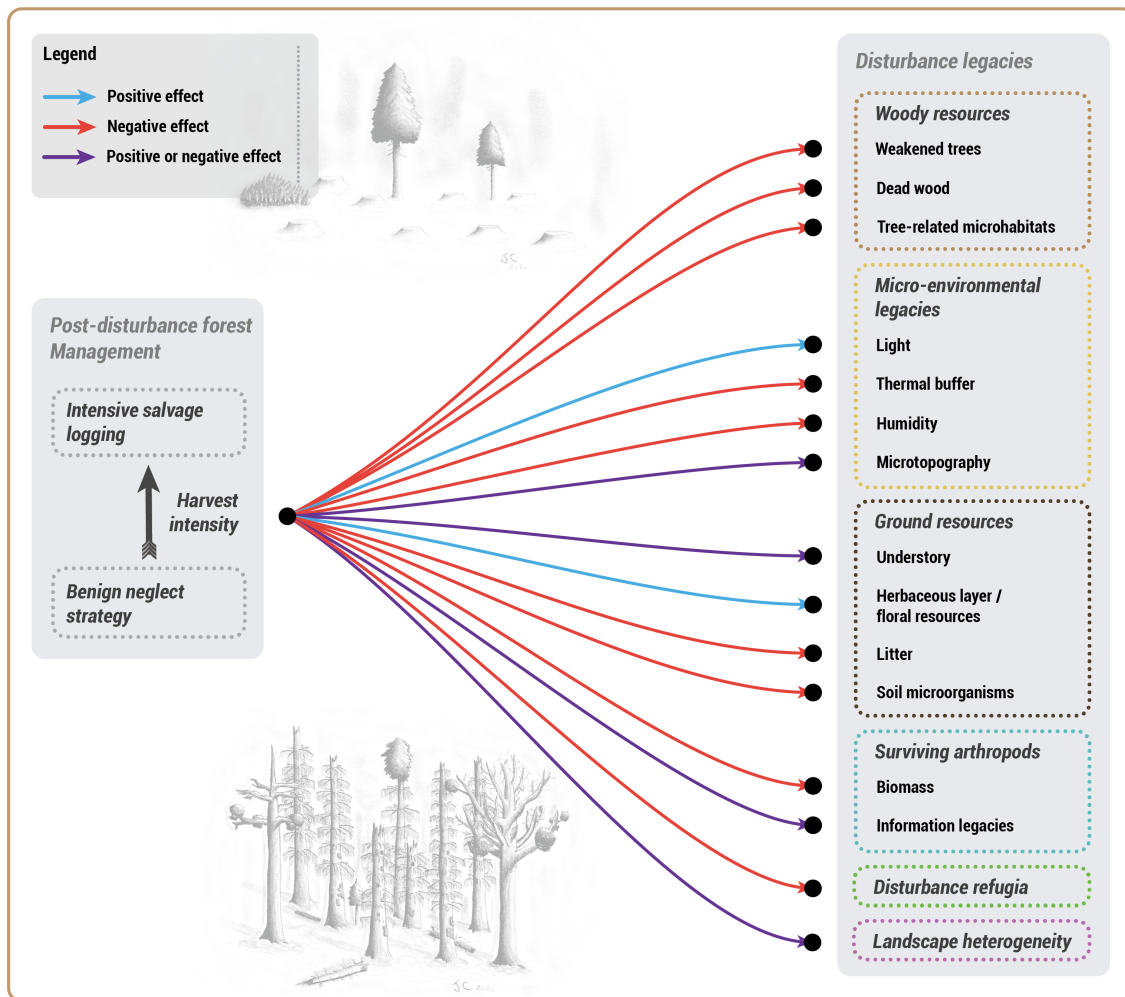 Legend
Positive effect
Negative effect
Positive or negative effect
JC
Post-disturbance forest
Management
Intensive salvage
logging
Harvest
intensity
Benign neglect
strategy
JC
Disturbance legacies
Woody resources
Weakened trees
Dead wood
Tree-related microhabitats
Micro-environmental
legacies
Light
Thermal buffer
Humidity
Microtopography
Ground resources
Understory
Herbaceous layer /
floral resources
Litter
Soil microorganisms
Surviving arthropods
Biomass
Information legacies
Disturbance refugia
Landscape heterogeneity